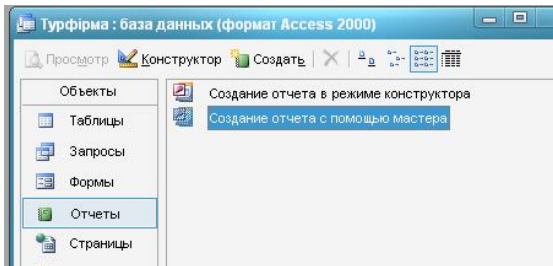 Турфірма : база данных (формат Access 2000)
Просмотр Конструктор Создать
Объекты
Таблицы
Запросы
Формы
Отчеты
Страницы
Создание отчета в режиме конструктора
Создание отчета с помощью мастера